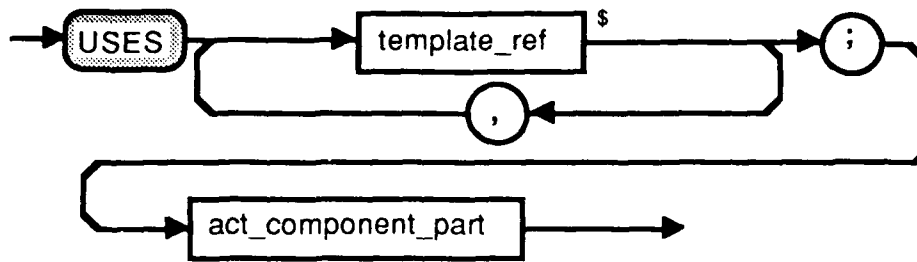 USES template_ref $ ;
,
act_component_part